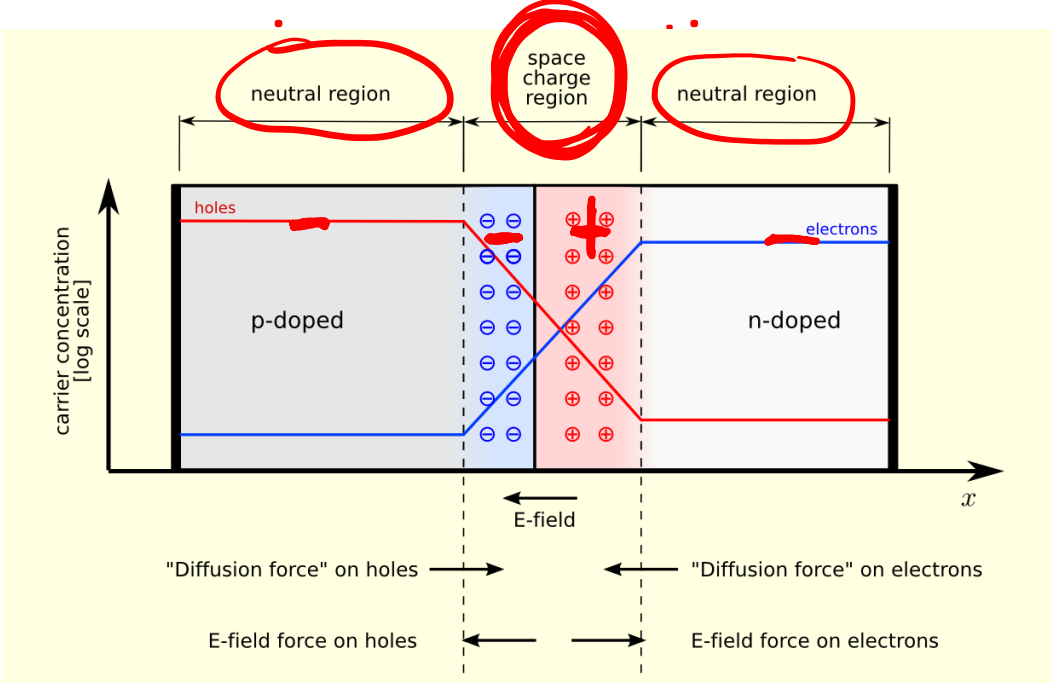 neutral region
space
charge
region
neutral region
holes
electrons
carrier concentration
[log scale]
p-doped
n-doped
x
E-field
"Diffusion force" on holes
"Diffusion force" on electrons
E-field force on holes
E-field force on electrons